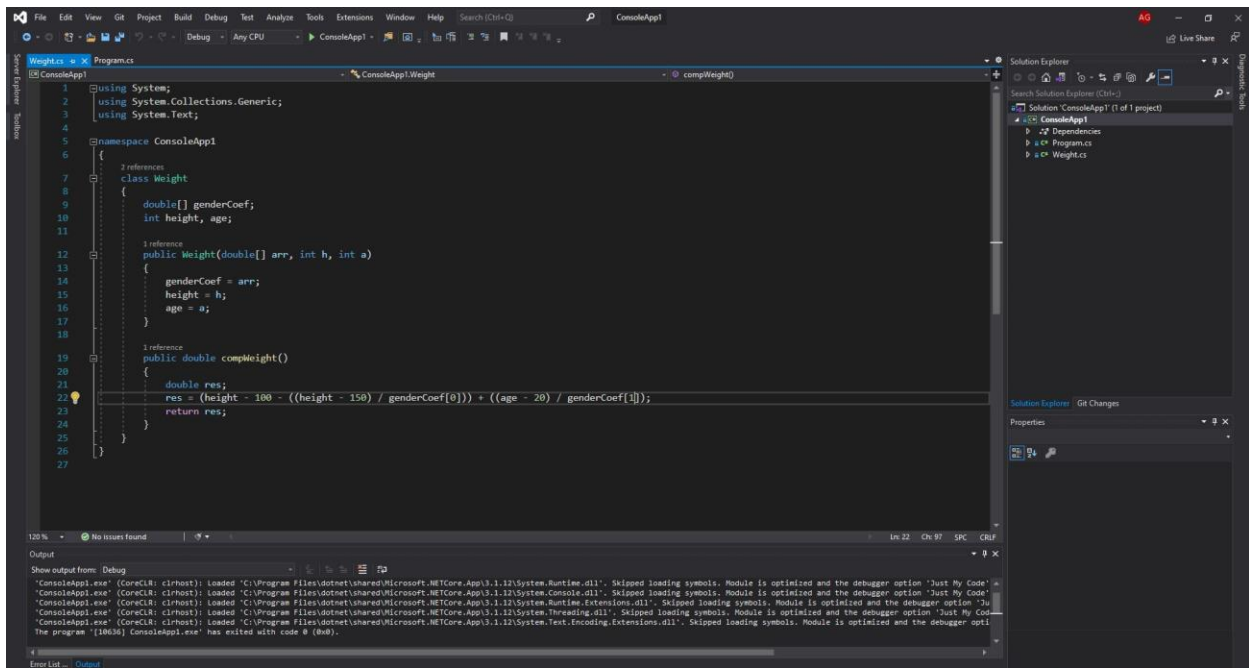 File Edit View Git Project Build Debug Test Analyze Tools Extensions Window Help Search (Ctrl+Q) ConsoleApp1 AG
Debug Any CPU ConsoleApp1 Live Share
Server Explorer
Toolbox
Weight.cs Program.cs
ConsoleApp1 ConsoleApp1.Weight compWeight()
1 using System;
2 using System.Collections.Generic;
3 using System.Text;
4
5 namespace ConsoleApp1
6 {
2 references
7 class Weight
8 {
9 double[] genderCoef;
10 int height, age;
11
1 reference
12 public Weight(double[] arr, int h, int a)
13 {
14 genderCoef = arr;
15 height = h;
16 age = a;
17 }
18
1 reference
19 public double compWeight()
20 {
21 double res;
22 res = (height - 100 - ((height - 150) / genderCoef[0])) + ((age - 20) / genderCoef[1]);
23 return res;
24 }
25 }
26 }
27
120 % No issues found Ln: 22 Ch: 97 SPC CRLF
Output
Show output from: Debug
'ConsoleApp1.exe' (CoreCLR: clrhost): Loaded 'C:\Program Files\dotnet\shared\Microsoft.NETCore.App\3.1.12\System.Runtime.dll'. Skipped loading symbols. Module is optimized and the debugger option 'Just My Code'
'ConsoleApp1.exe' (CoreCLR: clrhost): Loaded 'C:\Program Files\dotnet\shared\Microsoft.NETCore.App\3.1.12\System.Console.dll'. Skipped loading symbols. Module is optimized and the debugger option 'Just My Code'
'ConsoleApp1.exe' (CoreCLR: clrhost): Loaded 'C:\Program Files\dotnet\shared\Microsoft.NETCore.App\3.1.12\System.Runtime.Extensions.dll'. Skipped loading symbols. Module is optimized and the debugger option 'Ju
'ConsoleApp1.exe' (CoreCLR: clrhost): Loaded 'C:\Program Files\dotnet\shared\Microsoft.NETCore.App\3.1.12\System.Threading.dll'. Skipped loading symbols. Module is optimized and the debugger option 'Just My Cod
'ConsoleApp1.exe' (CoreCLR: clrhost): Loaded 'C:\Program Files\dotnet\shared\Microsoft.NETCore.App\3.1.12\System.Text.Encoding.Extensions.dll'. Skipped loading symbols. Module is optimized and the debugger opti
The program '[10636] ConsoleApp1.exe' has exited with code 0 (0x0).
Error List ... Output
Solution Explorer
Search Solution Explorer (Ctrl+;)
Solution 'ConsoleApp1' (1 of 1 project)
ConsoleApp1
Dependencies
Program.cs
Weight.cs
Solution Explorer Git Changes
Properties
Diagnostic Tools